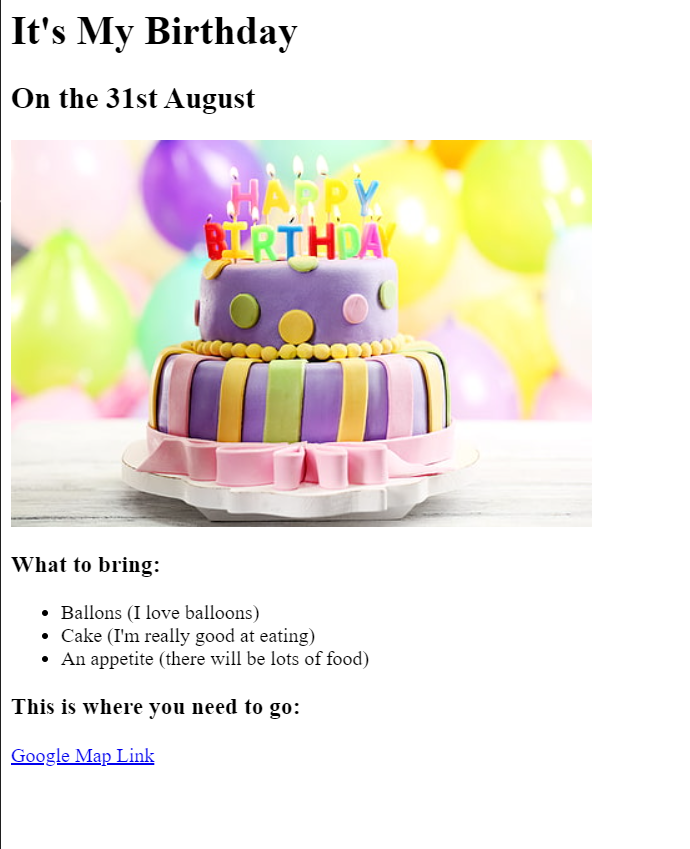 It's My Birthday
On the 31st August
HAPPY
BIRTHDAY
What to bring:
Ballons (I love balloons)
Cake (I'm really good at eating)
An appetite (there will be lots of food)
This is where you need to go:
Google Map Link